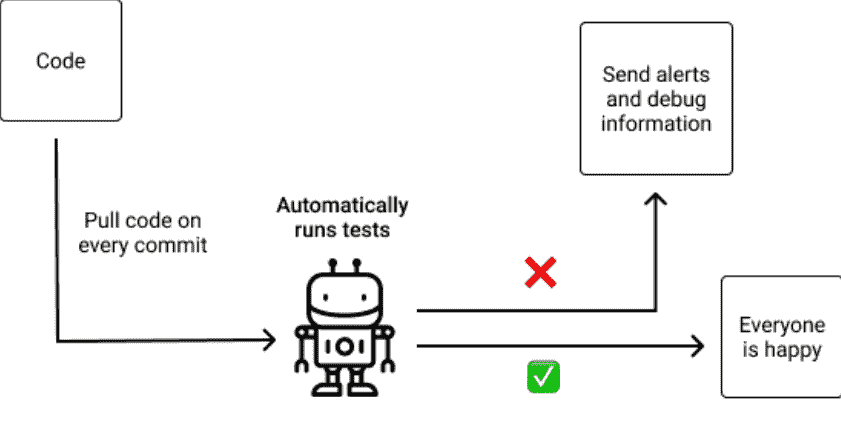 Code
Pull code on
every commit
Automatically
runs tests
Send alerts
and debug
information
Everyone
is happy